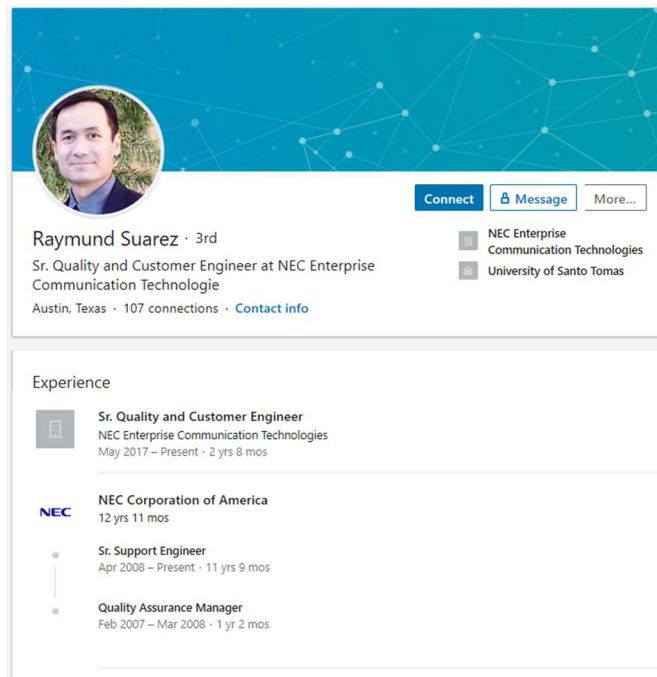 Connect
Message
More...
Raymund Suarez · 3rd
NEC Enterprise
Communication Technologies
Sr. Quality and Customer Engineer at NEC Enterprise
Communication Technologie
University of Santo Tomas
Austin, Texas · 107 connections · Contact info
Experience
Sr. Quality and Customer Engineer
NEC Enterprise Communication Technologies
May 2017 – Present · 2 yrs 8 mos
NEC
NEC Corporation of America
12 yrs 11 mos
Sr. Support Engineer
Apr 2008 – Present · 11 yrs 9 mos
Quality Assurance Manager
Feb 2007 – Mar 2008 · 1 yr 2 mos